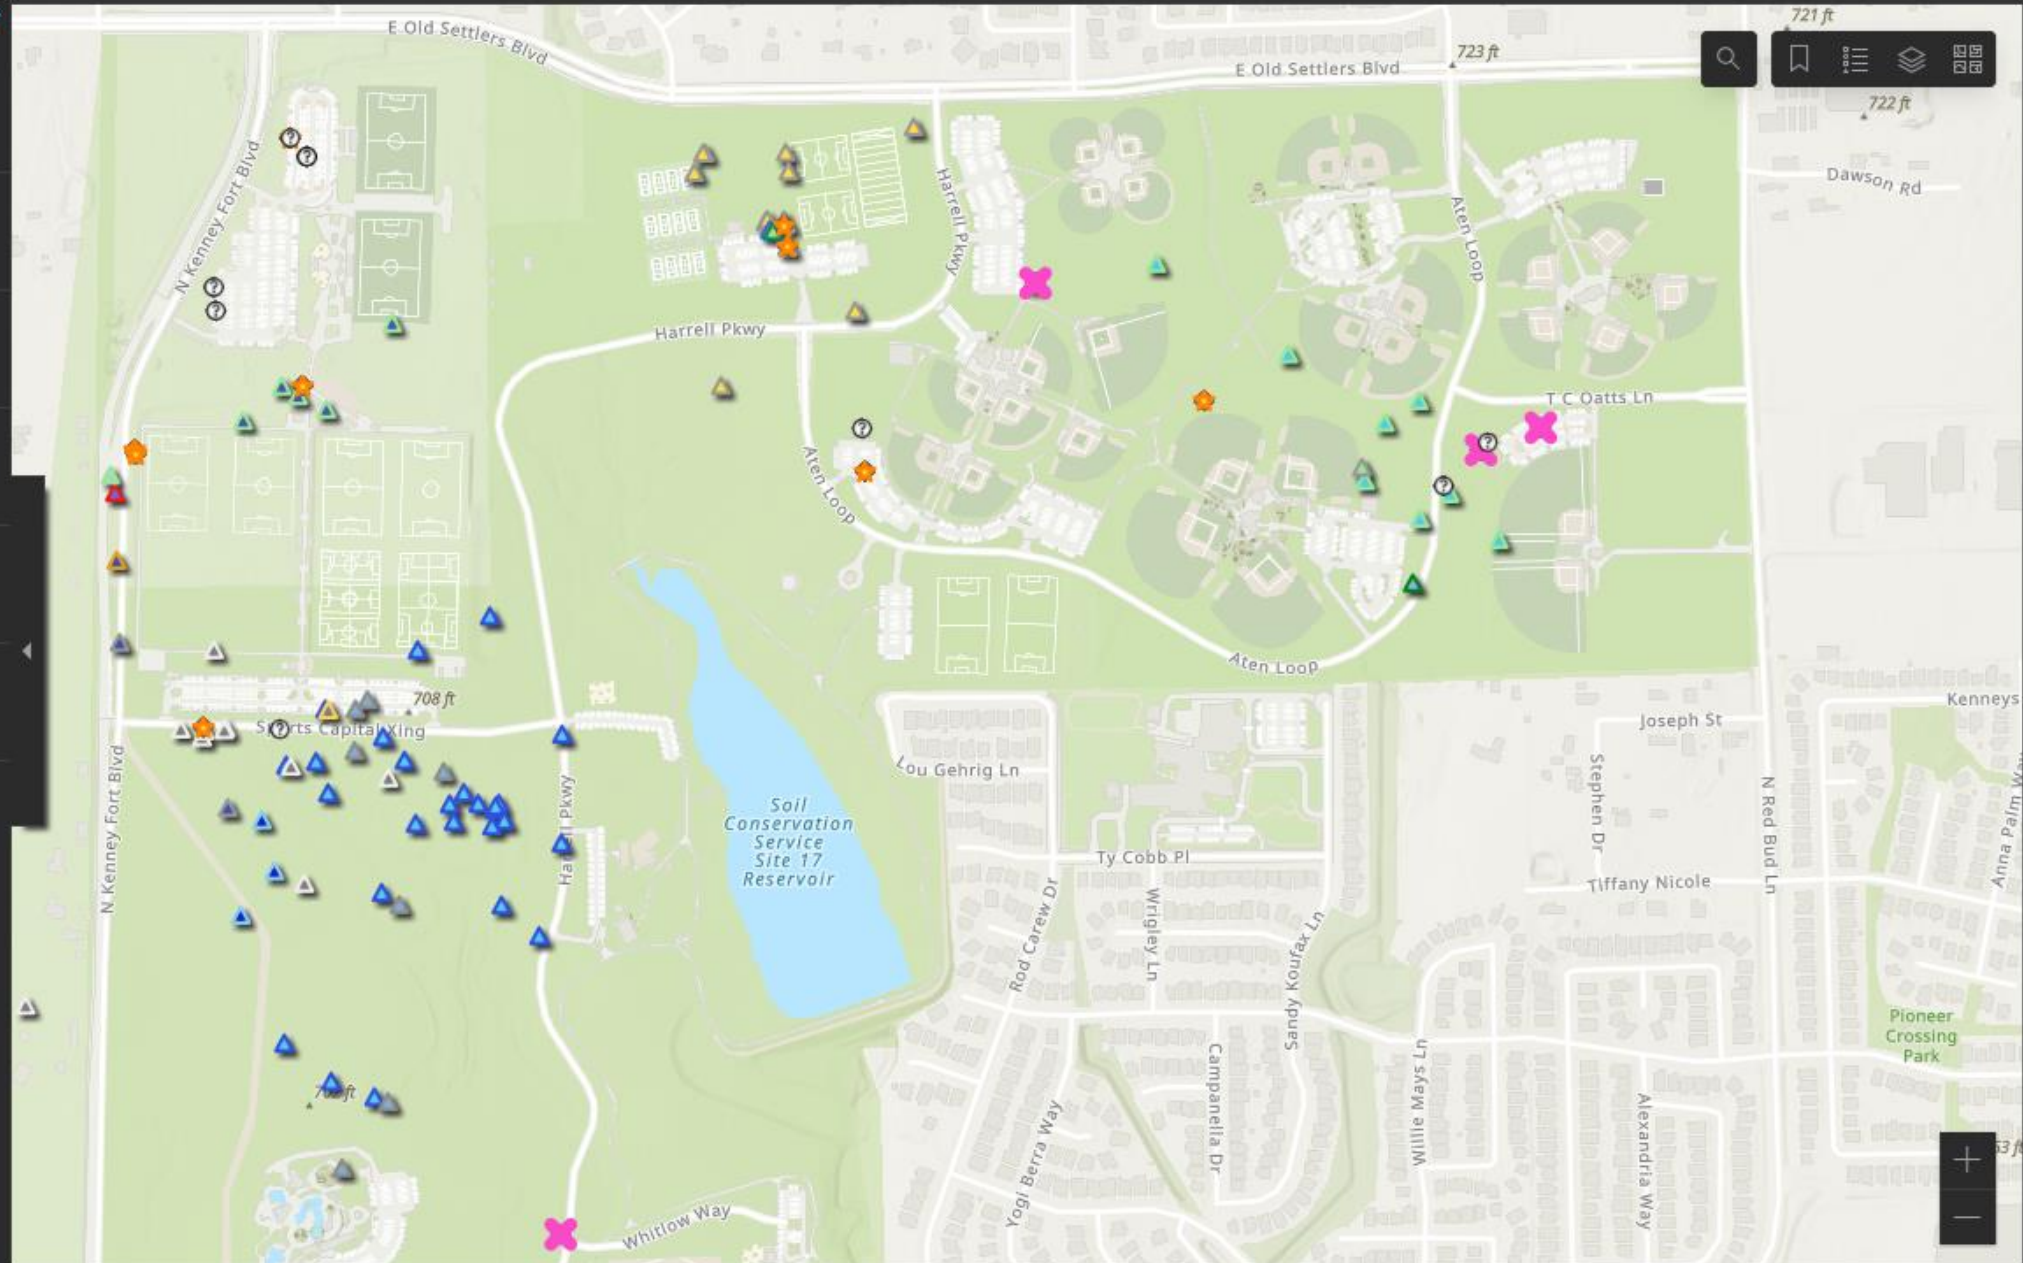 721 ft
E Old Settlers Blvd
723 ft
E Old Settlers Blvd
722 ft
N Kenney Fort Blvd
Harrell Pkwy
Aten Loop
Dawson Rd
Harrell Pkwy
T C Oatts Ln
Aten Loop
Aten Loop
708 ft
Sports Capital Xing
Joseph St
Kenneys
Lou Gehrig Ln
Stephen Dr
N Red Bud Ln
Anna Palm Way
N Kenney Fort Blvd
Harrell Pkwy
Soil
Conservation
Service
Site 17
Reservoir
Ty Cobb Pl
Tiffany Nicole
Rod Carew Dr
Wrigley Ln
Sandy Koufax Ln
Pioneer
Crossing
Park
Willie Mays Ln
Campanella Dr
Yogi Berra Way
Alexandria Way
Whitlow Way